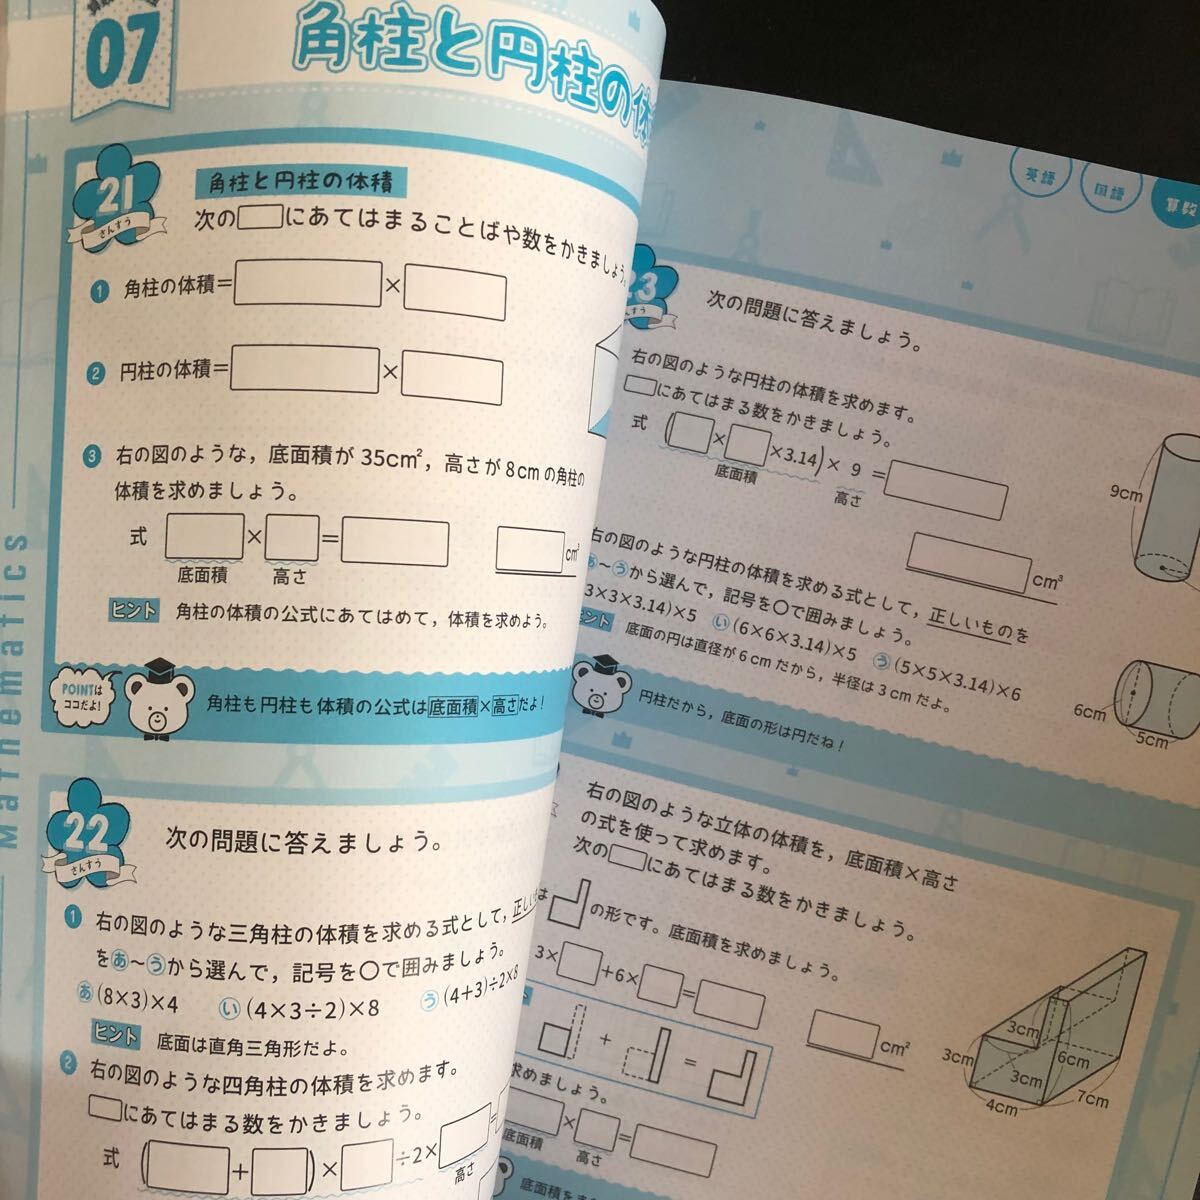 07
角柱と円柱の体
21
さんすう
角柱と円柱の体積
次の□にあてはまることばや数をかきましょう。
1 角柱の体積=□×□
2 円柱の体積=□×□
3 右の図のような，底面積が35cm²，高さが8cmの角柱の
体積を求めましょう。
式 □×□=□ □cm³
底面積 高さ
ヒント 角柱の体積の公式にあてはめて，体積を求めよう。
POINTは
ココだよ!
角柱も円柱も体積の公式は底面積×高さだよ!
Mathematics
22
さんすう
次の問題に答えましょう。
1 右の図のような三角柱の体積を求める式として，正しい
をあ〜うから選んで，記号を〇で囲みましょう。
あ(8×3)×4 い(4×3÷2)×8 う(4+3)÷2×8
ヒント 底面は直角三角形だよ。
2 右の図のような四角柱の体積を求めます。
□にあてはまる数をかきましょう。
式 (□+□)×□÷2×□=
高さ
英語
国語
算数
23
次の問題に答えましょう。
右の図のような円柱の体積を求めます。
□にあてはまる数をかきましょう。
式 (□×□×3.14)×9=□
底面積 高さ
□cm³
9cm
右の図のような円柱の体積を求める式として，正しいものを
〜うから選んで，記号を〇で囲みましょう。
3×3×3.14)×5 い(6×6×3.14)×5 う(5×5×3.14)×6
ヒント 底面の円は直径が6cmだから，半径は3cmだよ。
6cm
5cm
円柱だから，底面の形は円だね!
右の図のような立体の体積を，底面積×高さ
の式を使って求めます。
次の□にあてはまる数をかきましょう。
は の形です。底面積を求めましょう。
3×□+6×□=□
□cm²
+ =
求めましょう。
□×□=□
底面積 高さ
3cm
3cm
6cm
3cm
4cm
7cm